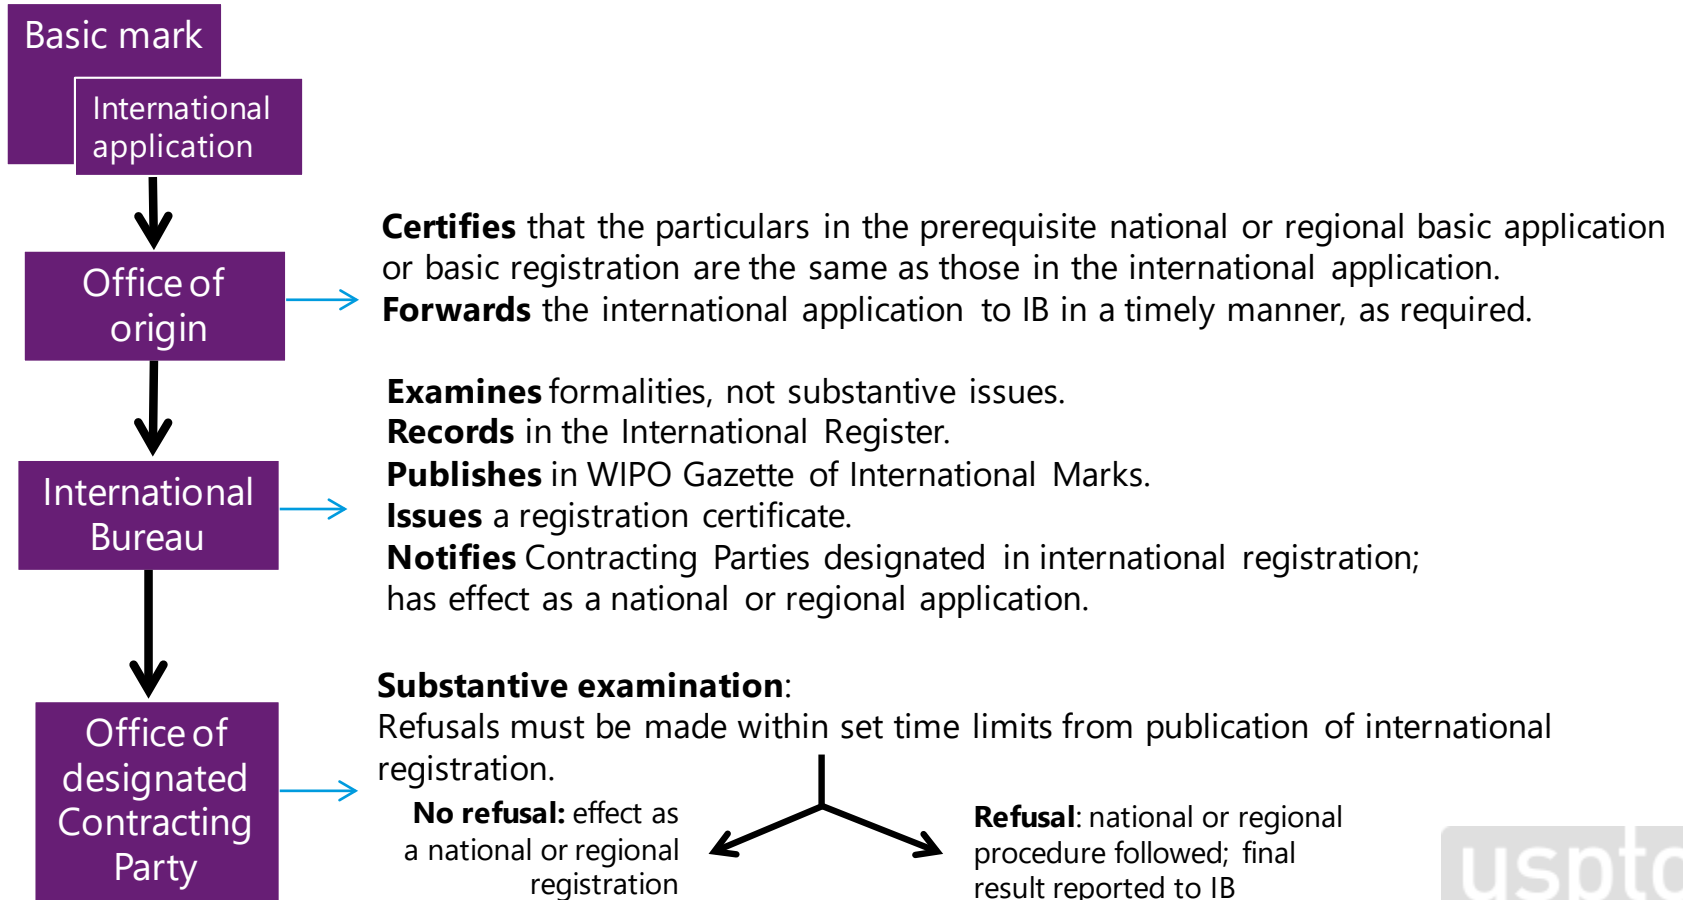 Basic mark
International
application
Office of
origin
Certifies that the particulars in the prerequisite national or regional basic application
or basic registration are the same as those in the international application.
Forwards the international application to IB in a timely manner, as required.
International
Bureau
Examines formalities, not substantive issues.
Records in the International Register.
Publishes in WIPO Gazette of International Marks.
Issues a registration certificate.
Notifies Contracting Parties designated in international registration;
has effect as a national or regional application.
Office of
designated
Contracting
Party
Substantive examination:
Refusals must be made within set time limits from publication of international
registration.
No refusal: effect as
a national or regional
registration
Refusal: national or regional
procedure followed; final
result reported to IB
uspto